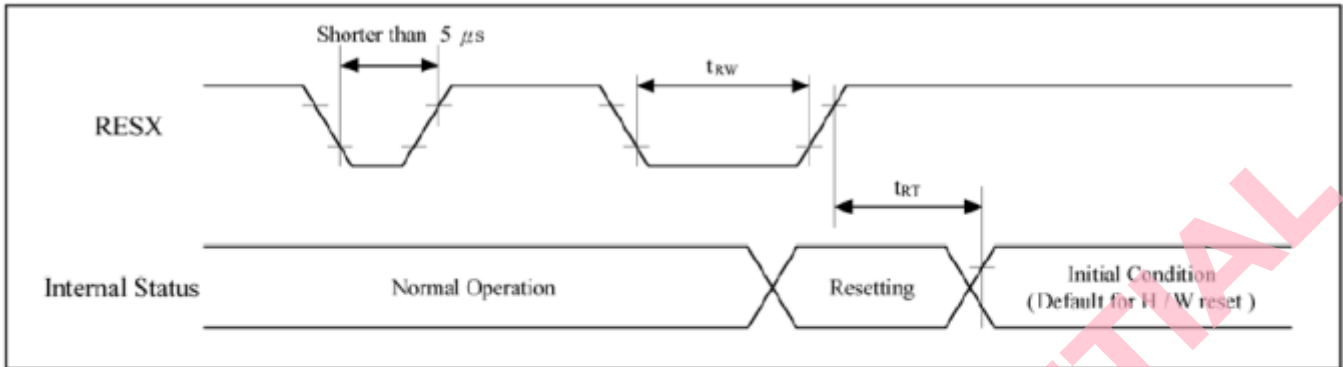 Shorter than 5 μs
tRW
RESX
tRT
Internal Status
Normal Operation
Resetting
Initial Condition
(Default for H / W reset )
TIAL